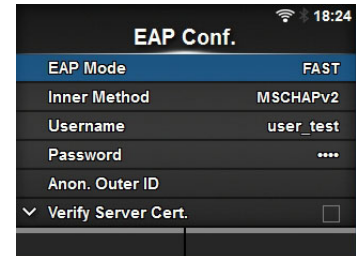 18:24
EAP Conf.
EAP Mode FAST
Inner Method MSCHAPv2
Username user_test
Password ••••
Anon. Outer ID
Verify Server Cert.